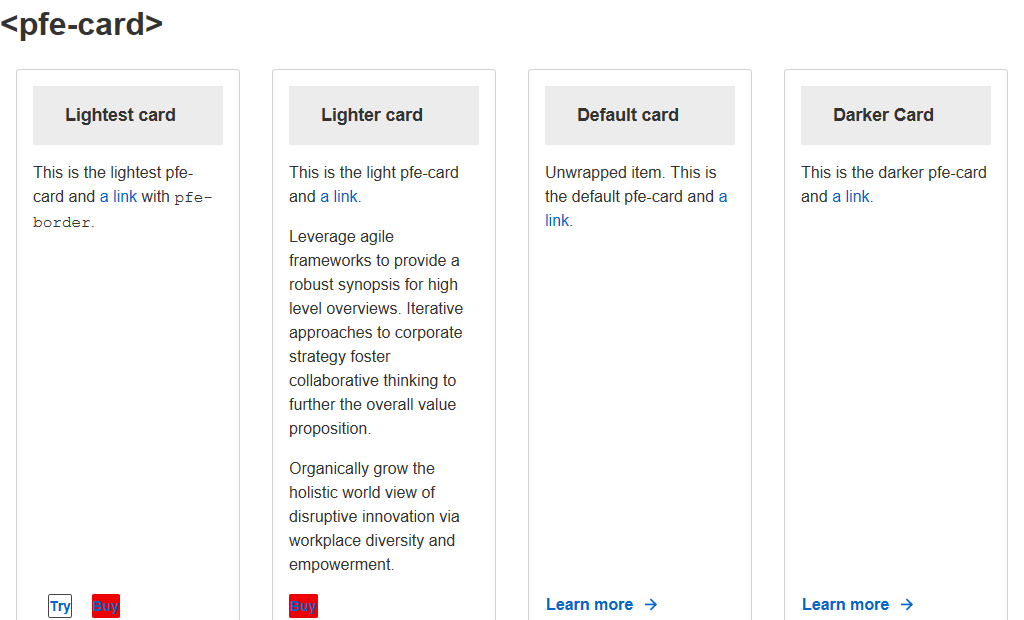 <pfe-card>
Lightest card
This is the lightest pfe-
card and a link with pfe-
border.
Try Buy
Lighter card
This is the light pfe-card
and a link.
Leverage agile
frameworks to provide a
robust synopsis for high
level overviews. Iterative
approaches to corporate
strategy foster
collaborative thinking to
further the overall value
proposition.
Organically grow the
holistic world view of
disruptive innovation via
workplace diversity and
empowerment.
Buy
Default card
Unwrapped item. This is
the default pfe-card and a
link.
Learn more →
Darker Card
This is the darker pfe-card
and a link.
Learn more →